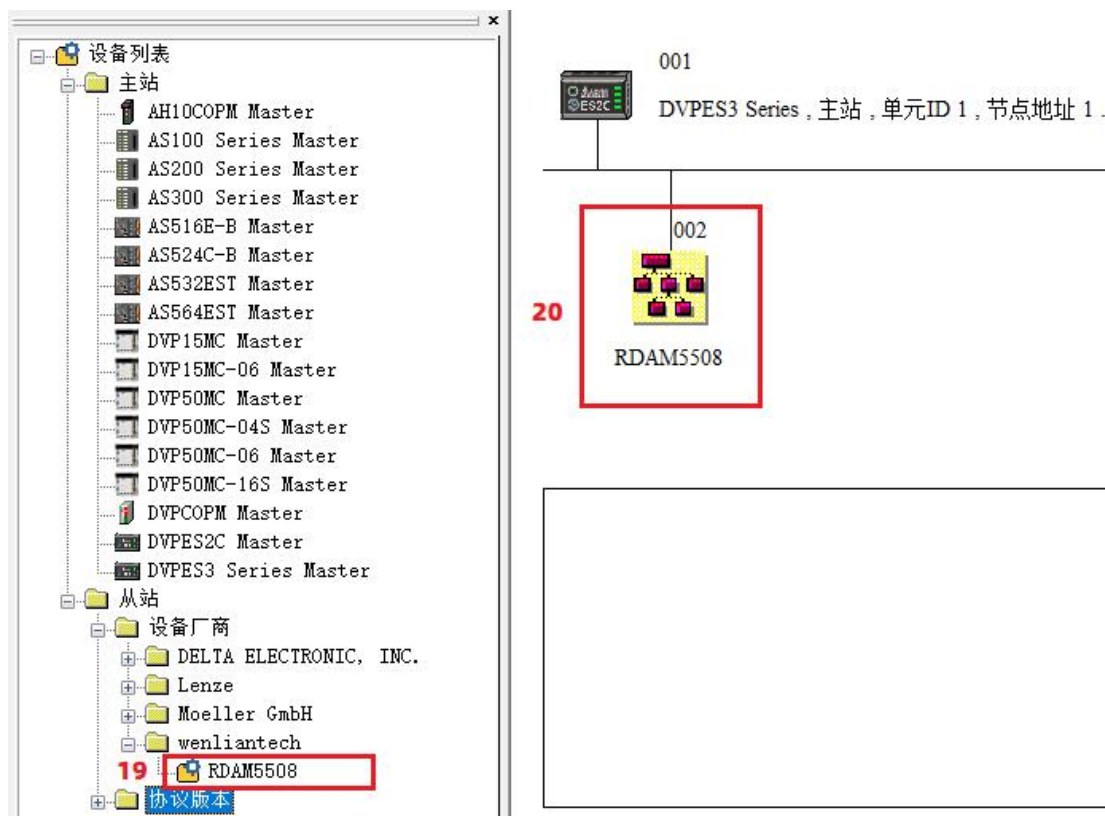 设备列表
主站
AH10COPM Master
AS100 Series Master
AS200 Series Master
AS300 Series Master
AS516E-B Master
AS524C-B Master
AS532EST Master
AS564EST Master
DVP15MC Master
DVP15MC-06 Master
DVP50MC Master
DVP50MC-04S Master
DVP50MC-06 Master
DVP50MC-16S Master
DVPCOPM Master
DVPES2C Master
DVPES3 Series Master
从站
设备厂商
DELTA ELECTRONIC, INC.
Lenze
Moeller GmbH
wenliantech
19 RDAM5508
协议版本
001
ES2C
DVPES3 Series , 主站 , 单元ID 1 , 节点地址 1 .
002
20
RDAM5508